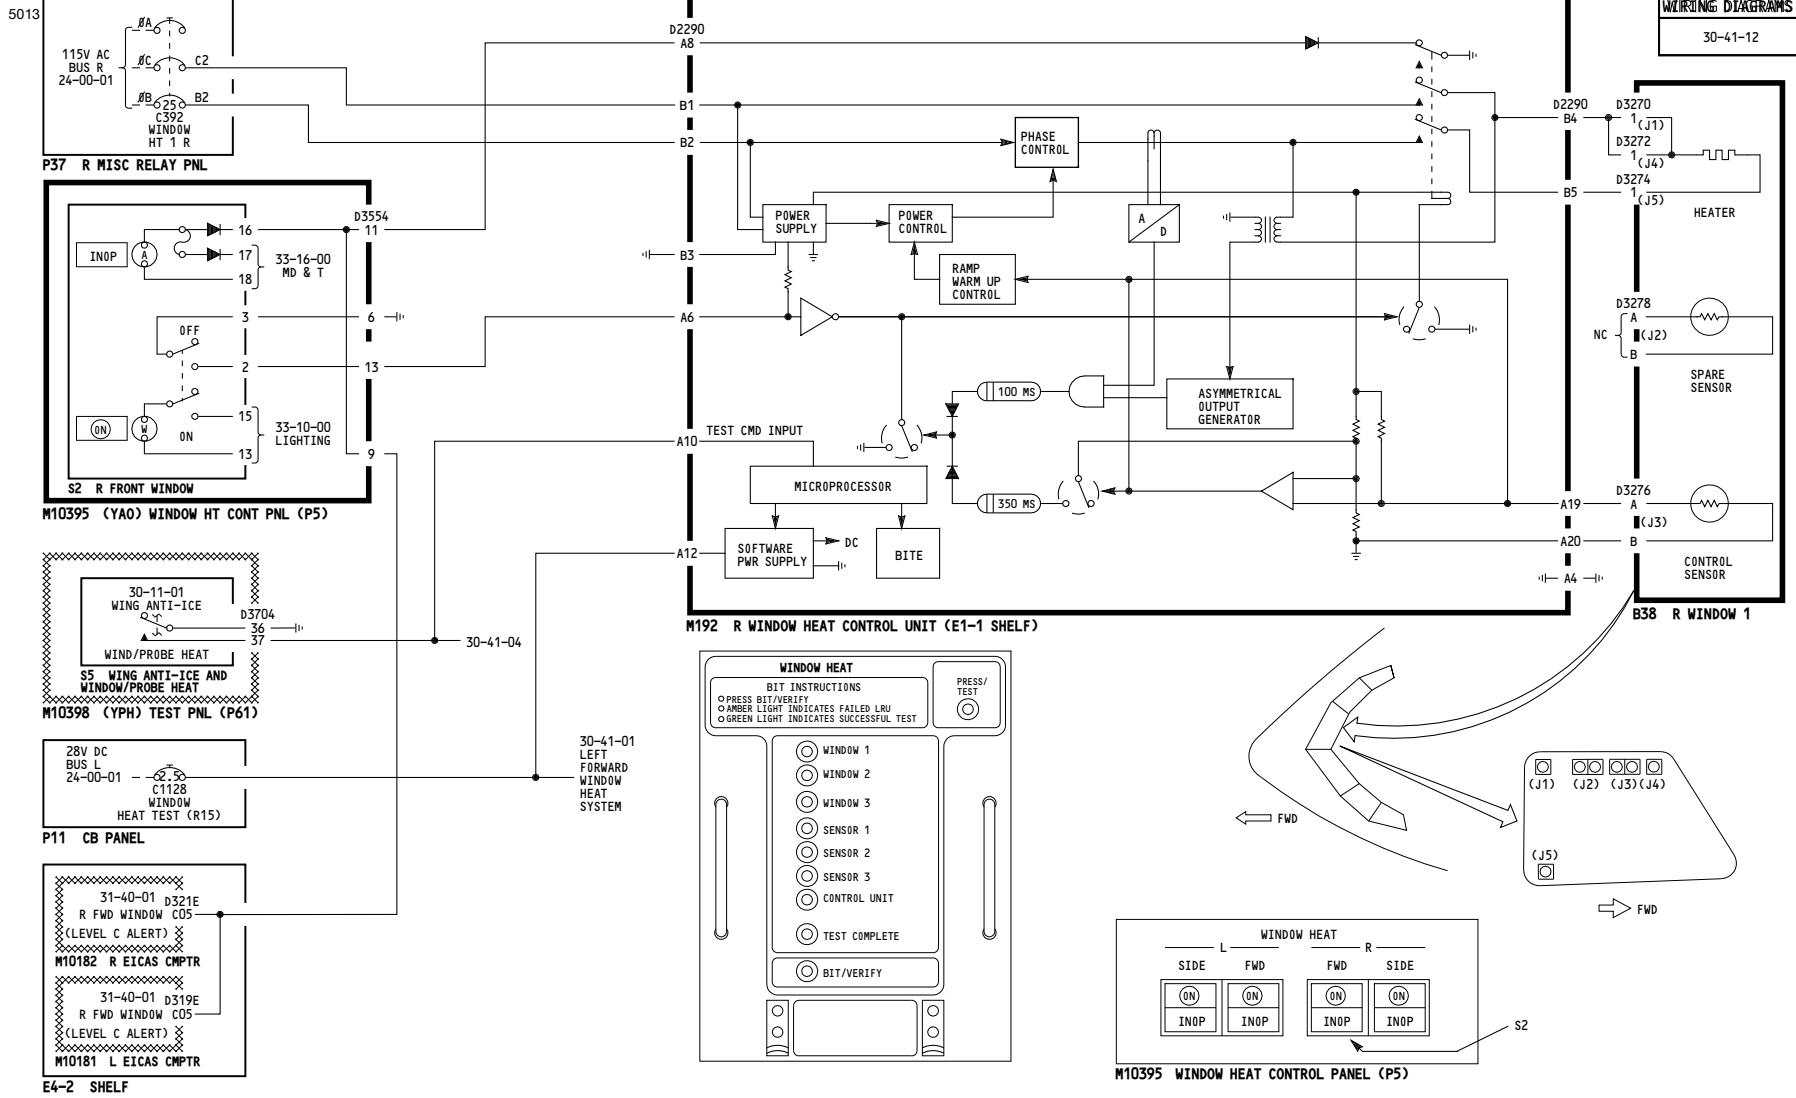 5013
WIRING DIAGRAMS
30-41-12
ØA
115V AC
BUS R
24-00-01
ØC
C2
ØB
25
B2
C392
WINDOW
HT 1 R
P37 R MISC RELAY PNL
D3554
16
11
INOP
A
17
33-16-00
MD & T
18
3
6
OFF
2
13
ON
W
15
33-10-00
LIGHTING
ON
13
9
S2 R FRONT WINDOW
M10395 (YAO) WINDOW HT CONT PNL (P5)
30-11-01
WING ANTI-ICE
D3704
36
37
WIND/PROBE HEAT
30-41-04
S5 WING ANTI-ICE AND
WINDOW/PROBE HEAT
M10398 (YPH) TEST PNL (P61)
28V DC
BUS L
24-00-01
2.5
C1128
WINDOW
HEAT TEST (R15)
P11 CB PANEL
30-41-01
LEFT
FORWARD
WINDOW
HEAT
SYSTEM
31-40-01
D321E
R FWD WINDOW C05
(LEVEL C ALERT)
M10182 R EICAS CMPTR
31-40-01
D319E
R FWD WINDOW C05
(LEVEL C ALERT)
M10181 L EICAS CMPTR
E4-2 SHELF
D2290
A8
B1
B2
B3
A6
A10
TEST CMD INPUT
A12
PHASE
CONTROL
POWER
SUPPLY
POWER
CONTROL
A
D
RAMP
WARM UP
CONTROL
100 MS
ASYMMETRICAL
OUTPUT
GENERATOR
MICROPROCESSOR
350 MS
SOFTWARE
PWR SUPPLY
DC
BITE
D2290
B4
B5
A19
A20
A4
M192 R WINDOW HEAT CONTROL UNIT (E1-1 SHELF)
D3270
1
(J1)
D3272
1
(J4)
D3274
1
(J5)
HEATER
D3278
A
NC
(J2)
B
SPARE
SENSOR
D3276
A
(J3)
B
CONTROL
SENSOR
B38 R WINDOW 1
WINDOW HEAT
BIT INSTRUCTIONS
PRESS BIT/VERIFY
AMBER LIGHT INDICATES FAILED LRU
GREEN LIGHT INDICATES SUCCESSFUL TEST
PRESS/
TEST
WINDOW 1
WINDOW 2
WINDOW 3
SENSOR 1
SENSOR 2
SENSOR 3
CONTROL UNIT
TEST COMPLETE
BIT/VERIFY
FWD
(J1) (J2) (J3) (J4)
(J5)
FWD
WINDOW HEAT
L R
SIDE FWD FWD SIDE
ON ON ON ON
INOP INOP INOP INOP
S2
M10395 WINDOW HEAT CONTROL PANEL (P5)